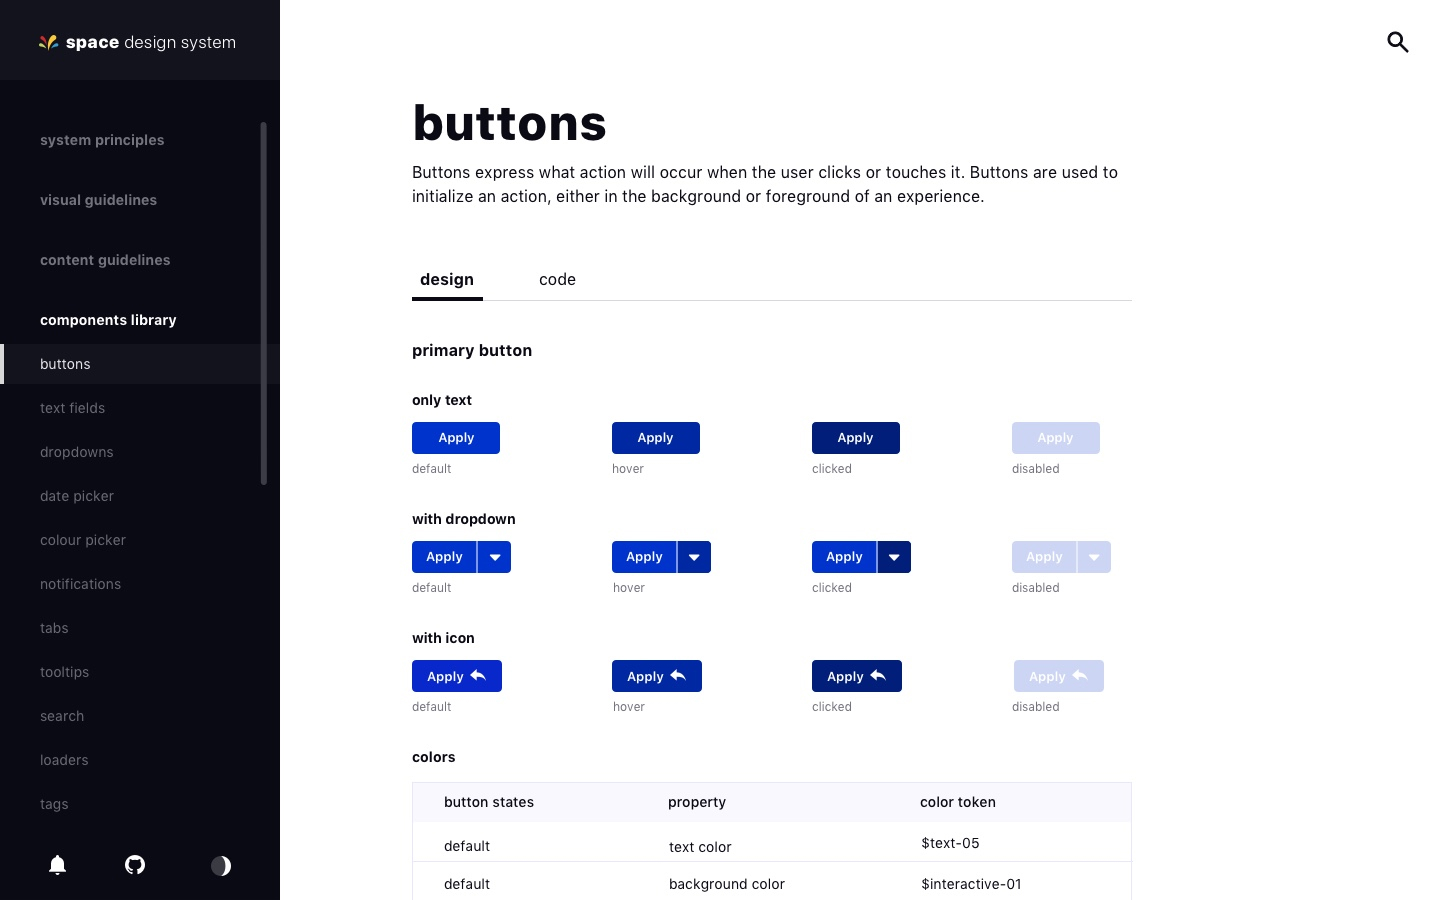 space design system
system principles
visual guidelines
content guidelines
components library
buttons
text fields
dropdowns
date picker
colour picker
notifications
tabs
tooltips
search
loaders
tags
buttons
Buttons express what action will occur when the user clicks or touches it. Buttons are used to
initialize an action, either in the background or foreground of an experience.
design code
primary button
only text
Apply Apply Apply Apply
default hover clicked disabled
with dropdown
Apply Apply Apply Apply
default hover clicked disabled
with icon
Apply Apply Apply Apply
default hover clicked disabled
colors
button states property color token
default text color $text-05
default background color $interactive-01